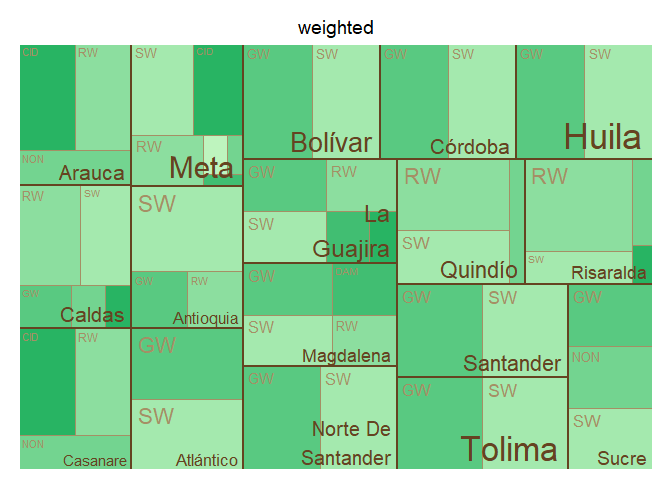 weighted
CID
RW
NON
Arauca
SW
CID
RW
Meta
GW
SW
Bolívar
GW
SW
Córdoba
GW
SW
Huila
RW
SW
GW
Caldas
SW
GW
RW
Antioquia
GW
RW
SW
La
Guajira
RW
SW
Quindío
RW
SW
Risaralda
GW
SW
RW
Magdalena
CID
RW
NON
Casanare
GW
SW
Atlántico
GW
SW
Norte De
Santander
GW
SW
Santander
GW
SW
Tolima
GW
NON
SW
Sucre